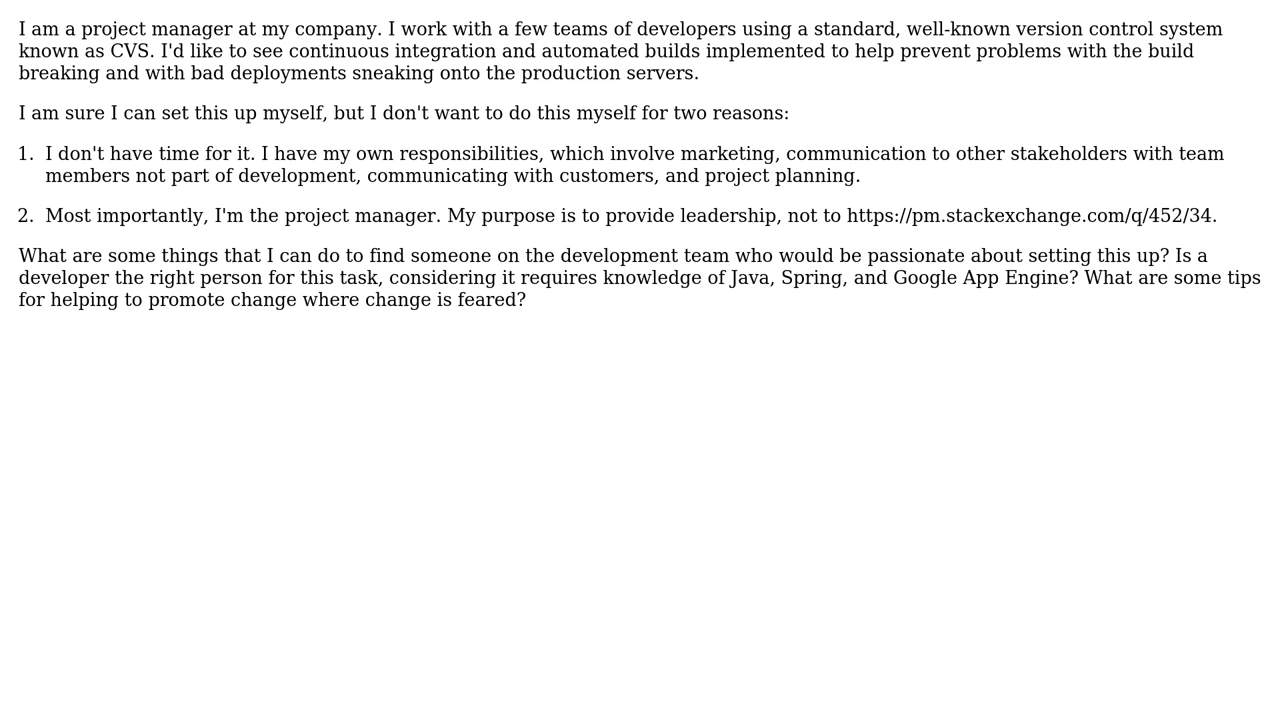 I am a project manager at my company. I work with a few teams of developers using a standard, well-known version control system
known as CVS. I'd like to see continuous integration and automated builds implemented to help prevent problems with the build
breaking and with bad deployments sneaking onto the production servers.
I am sure I can set this up myself, but I don't want to do this myself for two reasons:
1. I don't have time for it. I have my own responsibilities, which involve marketing, communication to other stakeholders with team
members not part of development, communicating with customers, and project planning.
2. Most importantly, I'm the project manager. My purpose is to provide leadership, not to https://pm.stackexchange.com/q/452/34.
What are some things that I can do to find someone on the development team who would be passionate about setting this up? Is a
developer the right person for this task, considering it requires knowledge of Java, Spring, and Google App Engine? What are some tips
for helping to promote change where change is feared?